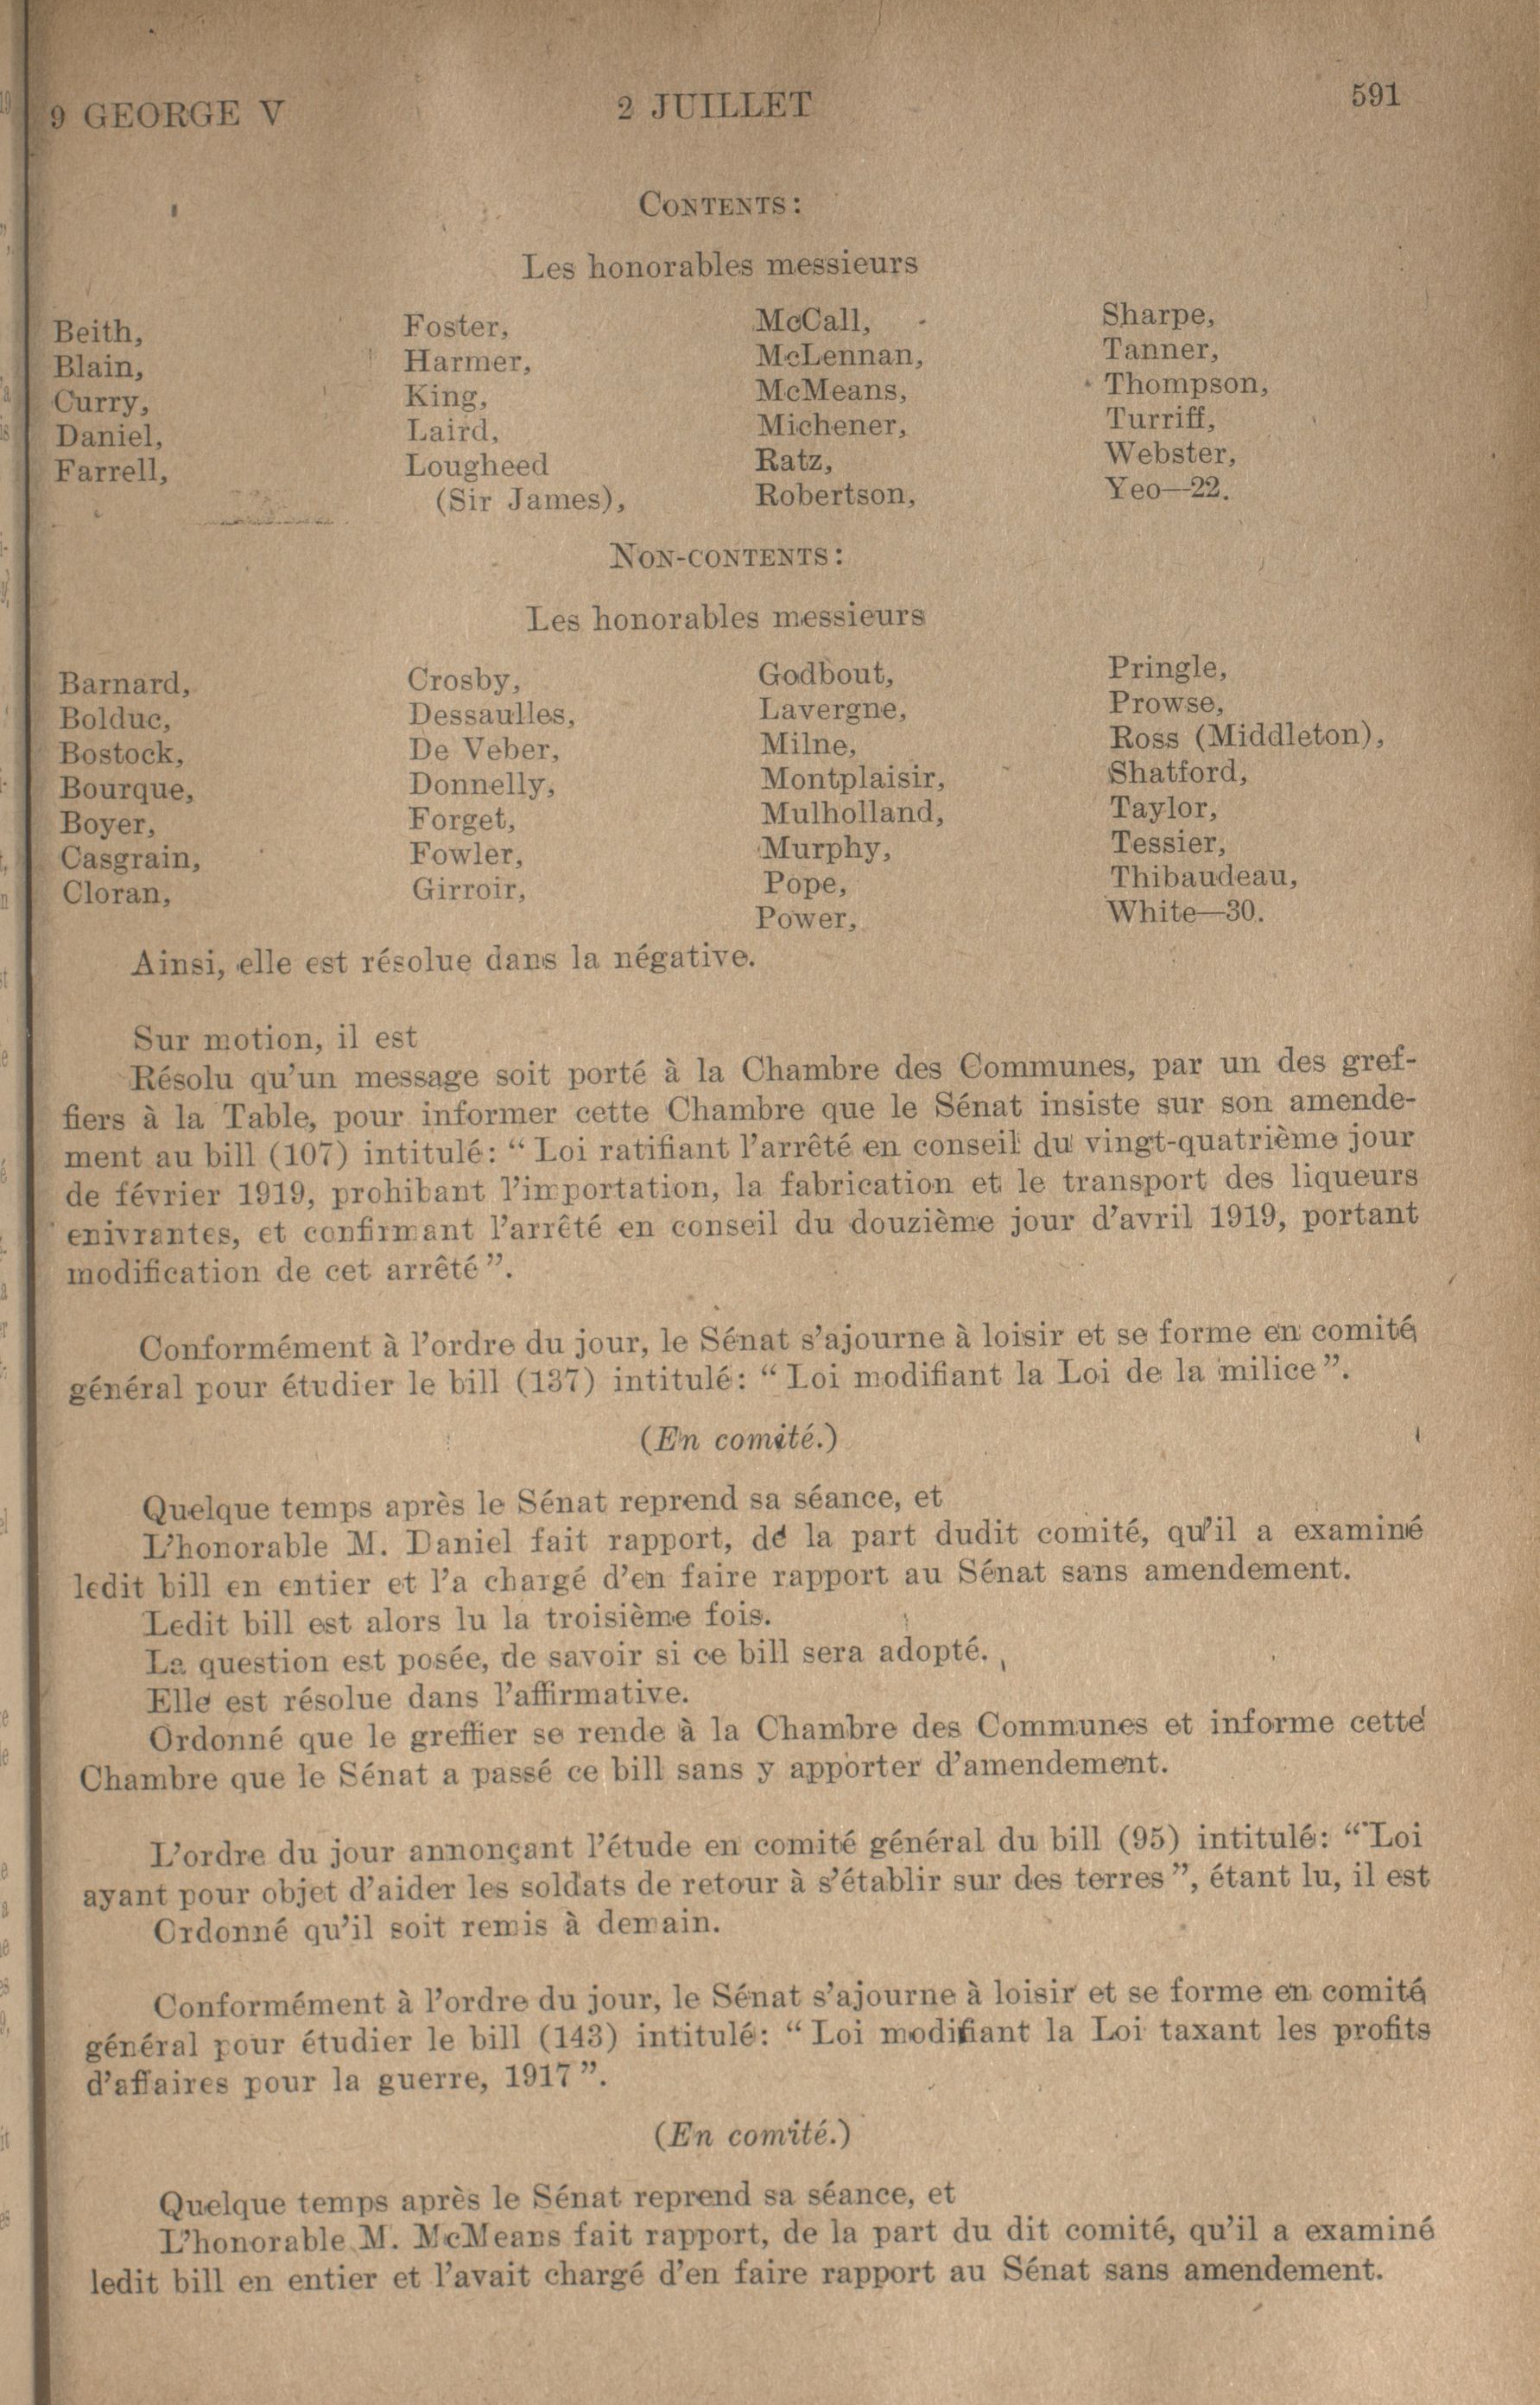 9 GEORGE V 2 JUILLET 591
CONTENTS:
Les honorables messieurs
Beith, Foster, McCall, Sharpe,
Blain, Harmer, McLennan, Tanner,
Curry, King, McMeans, Thompson,
Daniel, Laird, Michener, Turriff,
Farrell, Lougheed Ratz, Webster,
(Sir James), Robertson, Yeo—22.
NON-CONTENTS:
Les honorables messieurs
Barnard, Crosby, Godbout, Pringle,
Bolduc, Dessaulles, Lavergne, Prowse,
Bostock, De Veber, Milne, Ross (Middleton),
Bourque, Donnelly, Montplaisir, Shatford,
Boyer, Forget, Mulholland, Taylor,
Casgrain, Fowler, Murphy, Tessier,
Cloran, Girroir, Pope, Thibaudeau,
Power, White—30.
Ainsi, elle est résolue dans la négative.
Sur motion, il est
Résolu qu'un message soit porté à la Chambre des Communes, par un des gref-
fiers à la Table, pour informer cette Chambre que le Sénat insiste sur son amende-
ment au bill (107) intitulé: “ Loi ratifiant l'arrêté en conseil du vingt-quatrième jour
de février 1919, prohibant l'importation, la fabrication et le transport des liqueurs
enivrantes, et confirmant l'arrêté en conseil du douzième jour d'avril 1919, portant
modification de cet arrêté ”.
Conformément à l'ordre du jour, le Sénat s'ajourne à loisir et se forme en comité
général pour étudier le bill (137) intitulé: “ Loi modifiant la Loi de la milice ”.
(En comité.)
Quelque temps après le Sénat reprend sa séance, et
L'honorable M. Daniel fait rapport, de la part dudit comité, qu'il a examiné
ledit bill en entier et l'a chargé d'en faire rapport au Sénat sans amendement.
Ledit bill est alors lu la troisième fois.
La question est posée, de savoir si ce bill sera adopté.
Elle est résolue dans l'affirmative.
Ordonné que le greffier se rende à la Chambre des Communes et informe cette
Chambre que le Sénat a passé ce bill sans y apporter d'amendement.
L'ordre du jour annonçant l'étude en comité général du bill (95) intitulé: “ Loi
ayant pour objet d'aider les soldats de retour à s'établir sur des terres ”, étant lu, il est
Ordonné qu'il soit remis à demain.
Conformément à l'ordre du jour, le Sénat s'ajourne à loisir et se forme en comité
général pour étudier le bill (143) intitulé: “ Loi modifiant la Loi taxant les profits
d'affaires pour la guerre, 1917 ”.
(En comité.)
Quelque temps après le Sénat reprend sa séance, et
L'honorable M. McMeans fait rapport, de la part du dit comité, qu'il a examiné
ledit bill en entier et l'avait chargé d'en faire rapport au Sénat sans amendement.